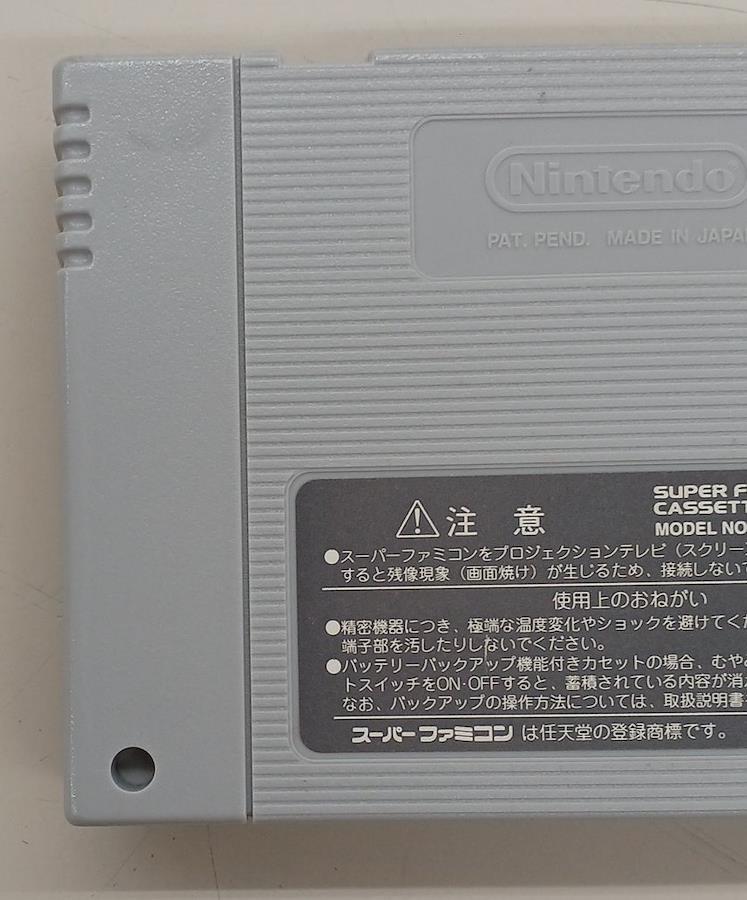 Nintendo
PAT. PEND. MADE IN JAPAN
注 意
SUPER F
CASSETT
MODEL NO
●スーパーファミコンをプロジェクションテレビ（スクリーン
すると残像現象（画面焼け）が生じるため、接続しないで
使用上のおねがい
●精密機器につき、極端な温度変化やショックを避けてくだ
端子部を汚したりしないでください。
●バッテリーバックアップ機能付きカセットの場合、むやみ
トスイッチをON·OFFすると、蓄積されている内容が消
なお、バックアップの操作方法については、取扱説明書
スーパーファミコン は任天堂の登録商標です。